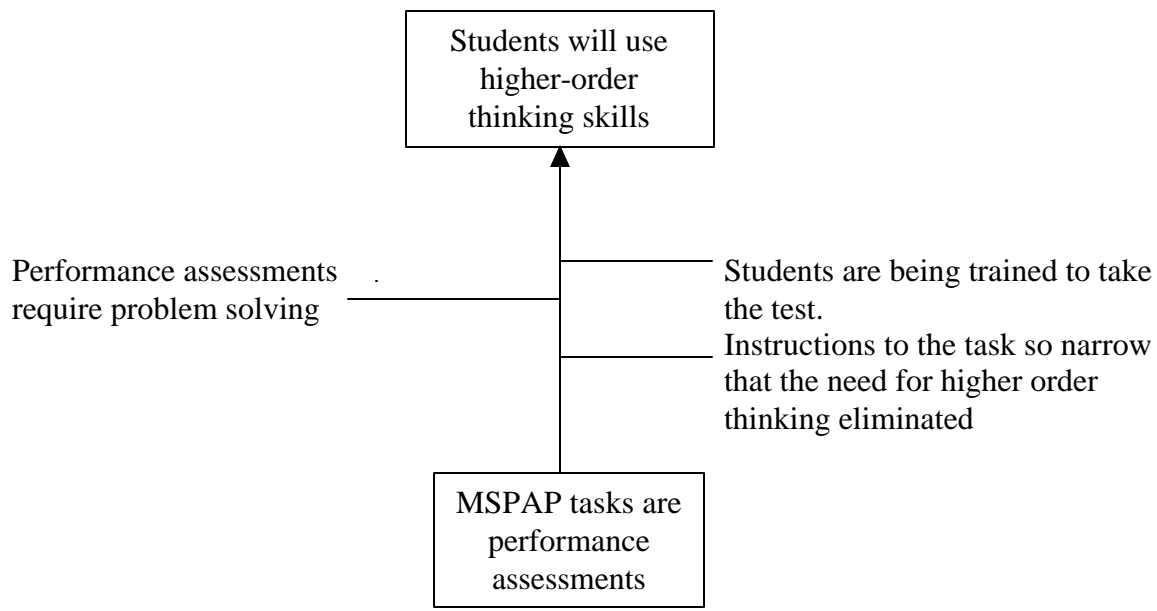 Students will use
higher-order
thinking skills
Performance assessments
require problem solving
Students are being trained to take
the test.
Instructions to the task so narrow
that the need for higher order
thinking eliminated
MSPAP tasks are
performance
assessments